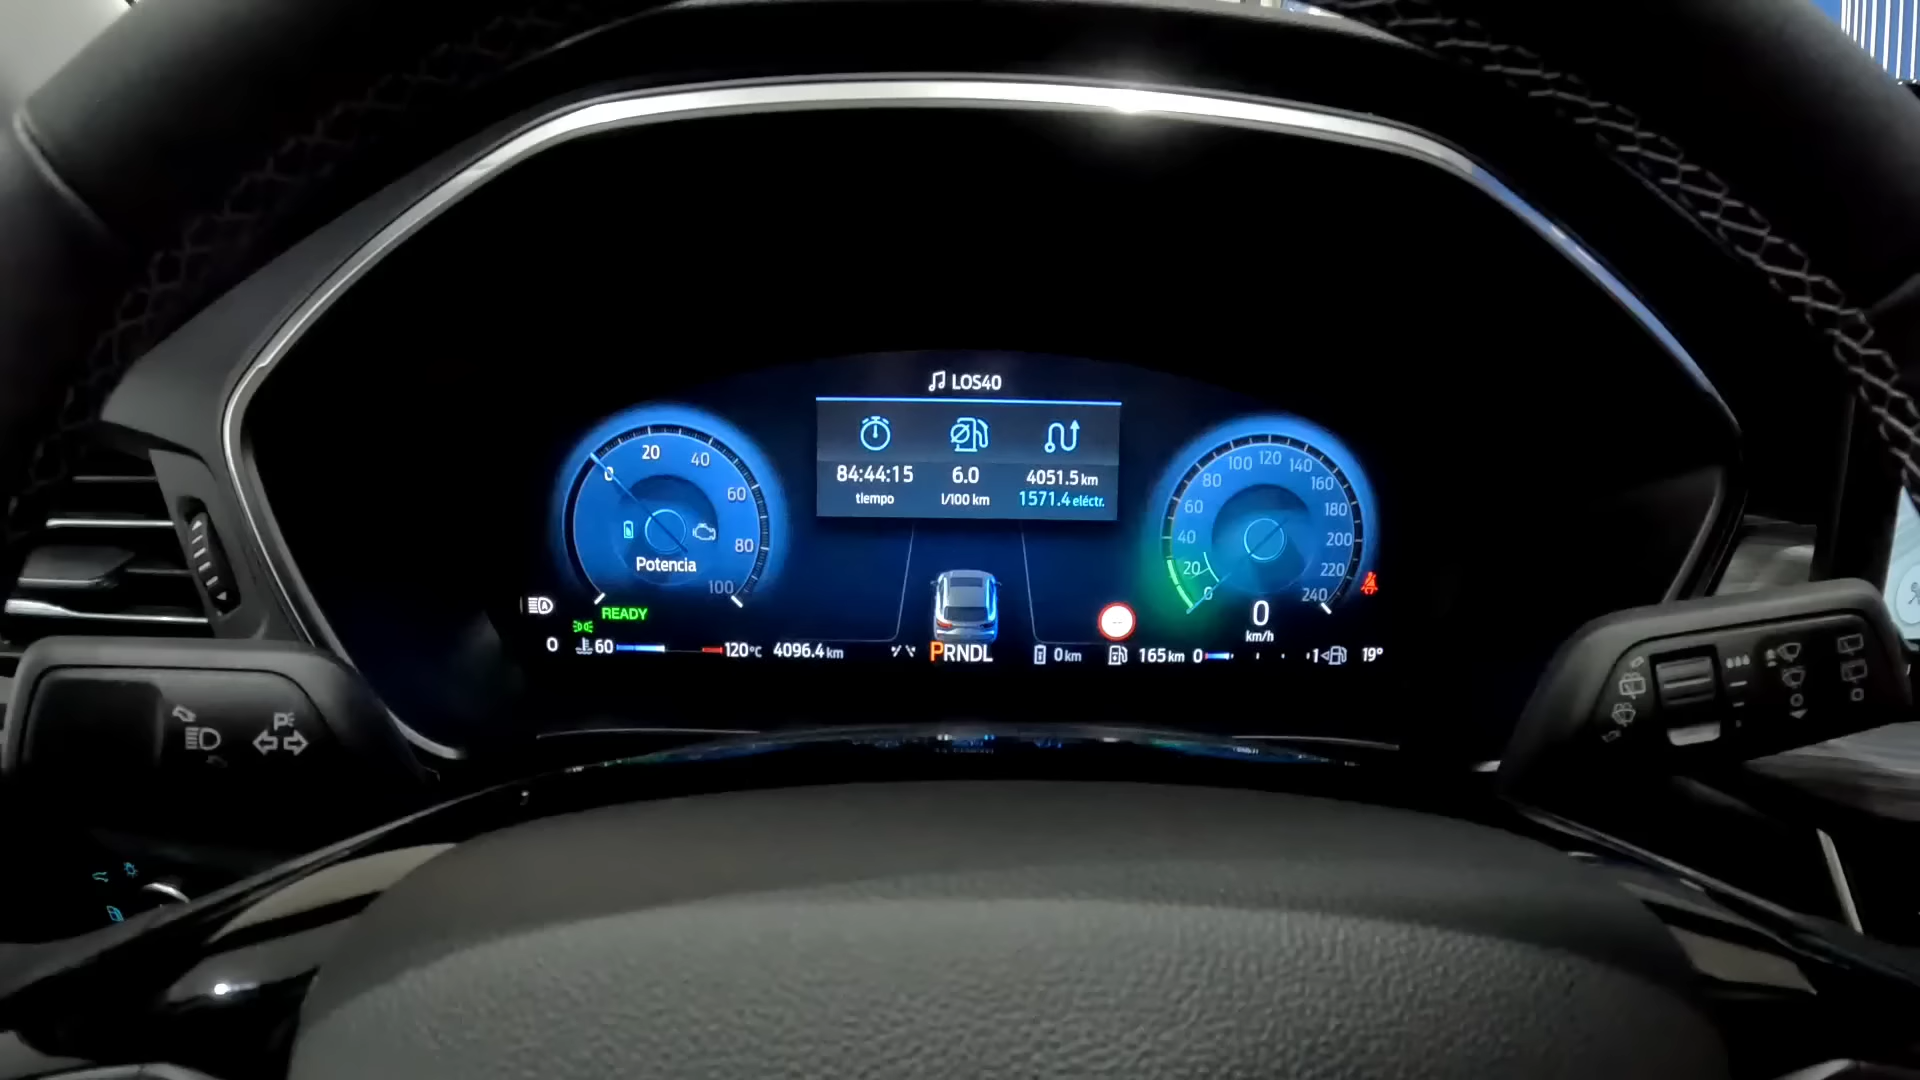 LOS40
84:44:15
tiempo
6.0
l/100 km
4051.5 km
1571.4 eléctr.
0
20
40
60
80
100
Potencia
READY
0
20
40
60
80
100
120
140
160
180
200
220
240
0
km/h
0
60
120°C
4096.4 km
PRNDL
0 km
165 km
0
1
19°
P